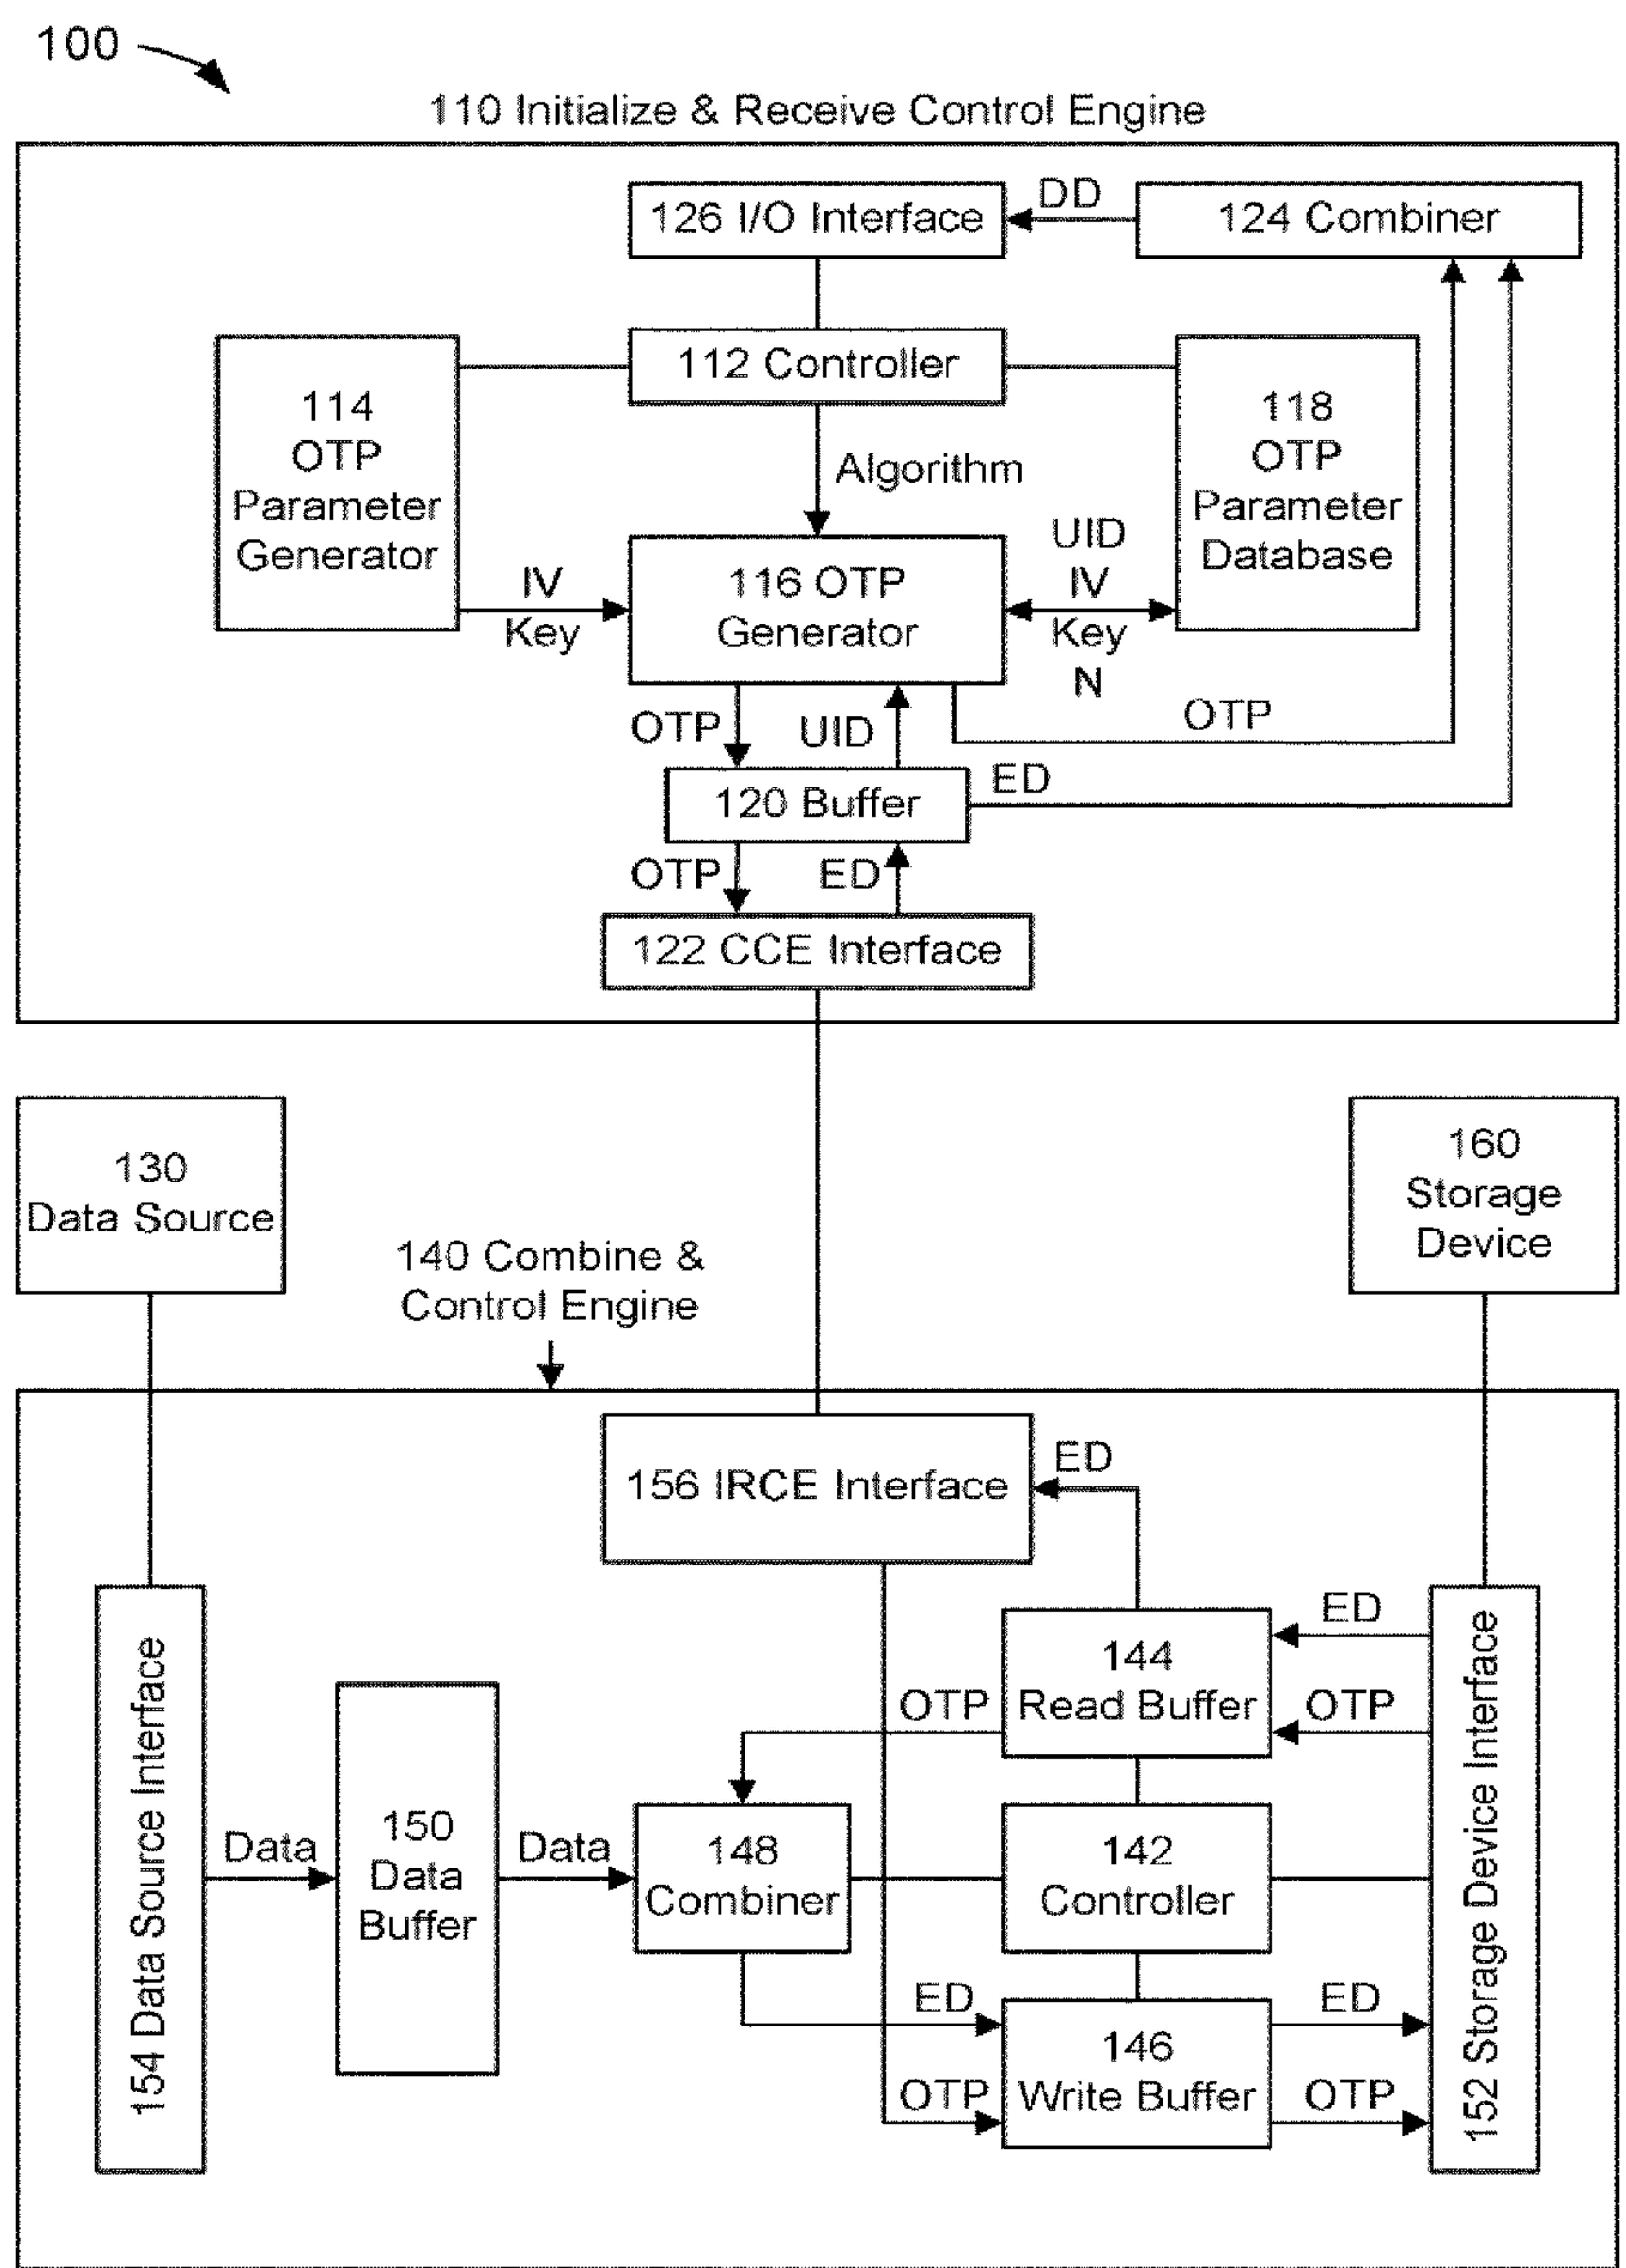 100
110 Initialize & Receive Control Engine
126 I/O Interface
DD
124 Combiner
112 Controller
114
OTP
Parameter
Generator
118
OTP
Parameter
Database
Algorithm
IV
Key
116 OTP
Generator
UID
IV
Key
N
OTP
UID
OTP
120 Buffer
ED
OTP
ED
122 CCE Interface
130
Data Source
160
Storage
Device
140 Combine &
Control Engine
156 IRCE Interface
ED
154 Data Source Interface
144
Read Buffer
ED
OTP
OTP
152 Storage Device Interface
Data
150
Data
Buffer
Data
148
Combiner
142
Controller
ED
146
Write Buffer
ED
OTP
OTP